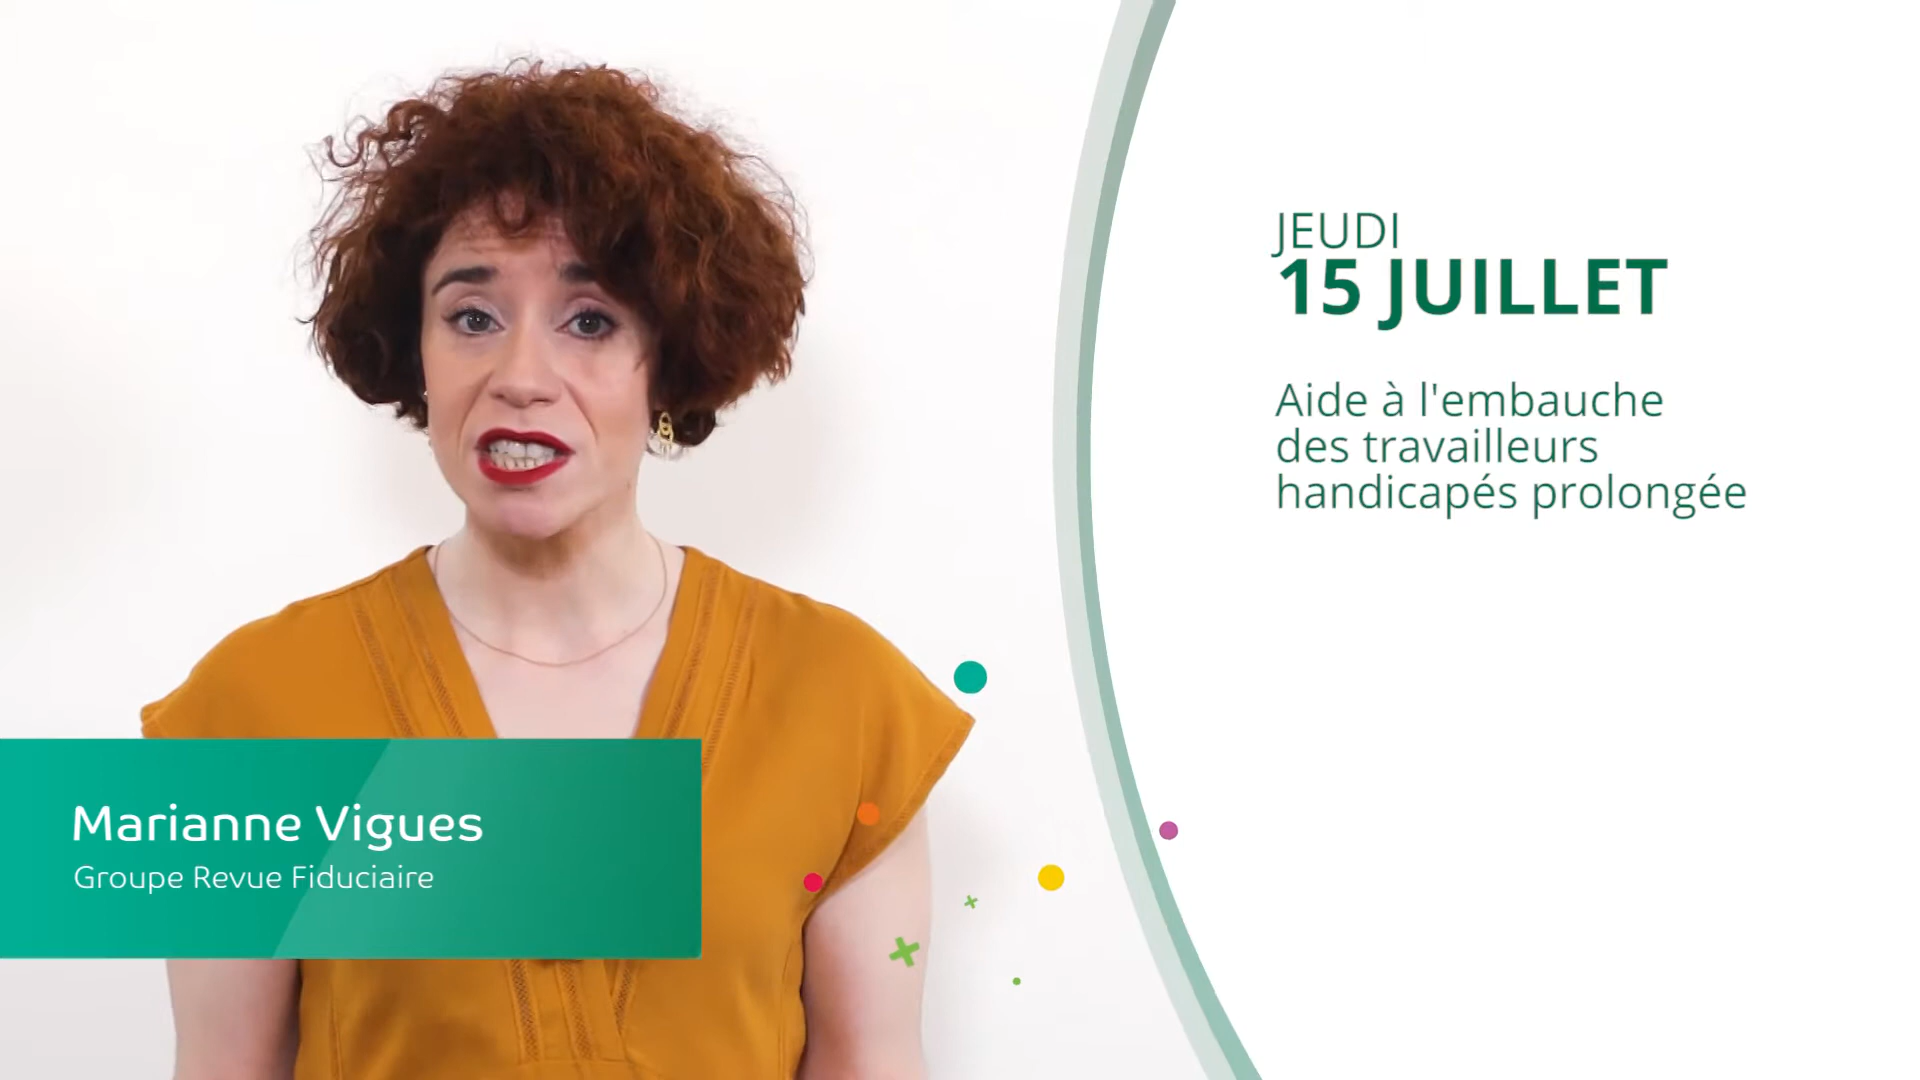 JEUDI
15 JUILLET
Aide à l'embauche
des travailleurs
handicapés prolongée
Marianne Vigues
Groupe Revue Fiduciaire